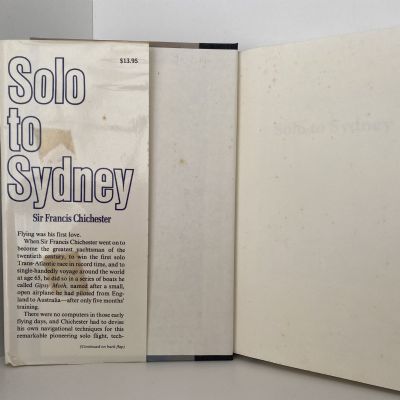 $13.95
Solo
to
Sydney
Sir Francis Chichester
Flying was his first love.
When Sir Francis Chichester went on to
become the greatest yachtsman of the
twentieth century, to win the first solo
Trans-Atlantic race in record time, and to
single-handedly voyage around the world
at age 65, he did so in a series of boats he
called Gipsy Moth, named after a small,
open airplane he had piloted from Eng-
land to Australia—after only five months'
training.
There were no computers in those early
flying days, and Chichester had to devise
his own navigational techniques for this
remarkable pioneering solo flight, tech-
(Continued on back flap)
Solo to Sydney